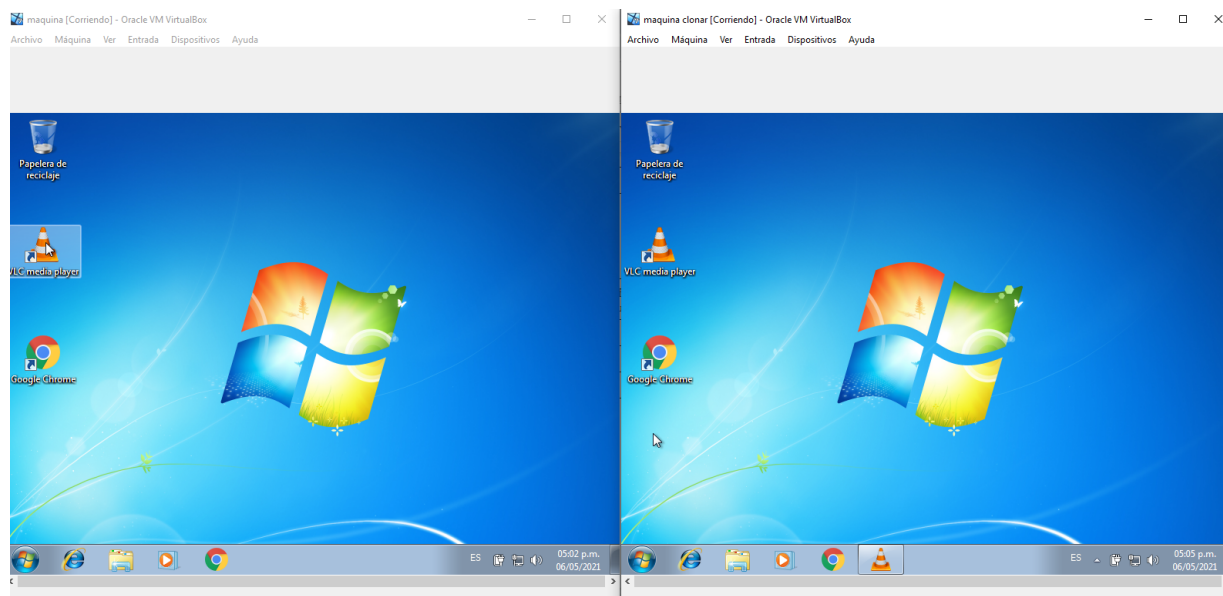 maquina [Corriendo] - Oracle VM VirtualBox
Archivo Máquina Ver Entrada Dispositivos Ayuda
Papelera de
reciclaje
VLC media player
Google Chrome
ES
05:02 p.m.
06/05/2021
maquina clonar [Corriendo] - Oracle VM VirtualBox
Archivo Máquina Ver Entrada Dispositivos Ayuda
Papelera de
reciclaje
VLC media player
Google Chrome
ES
05:05 p.m.
06/05/2021